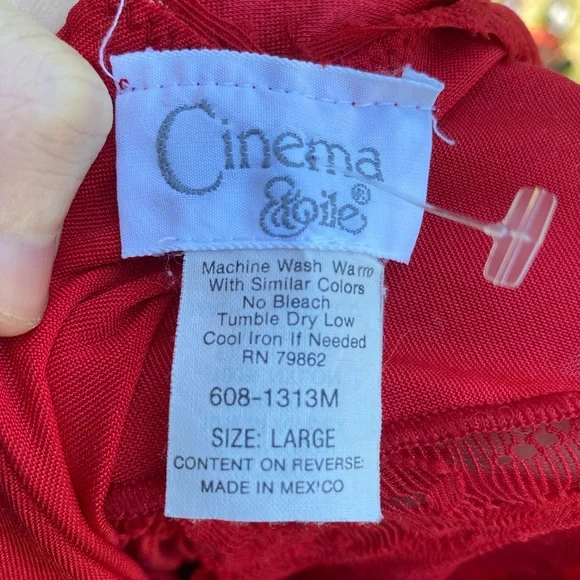 Cinema
Etoile®
Machine Wash Warm
With Similar Colors
No Bleach
Tumble Dry Low
Cool Iron If Needed
RN 79862
608-1313M
SIZE: LARGE
CONTENT ON REVERSE:
MADE IN MEXICO